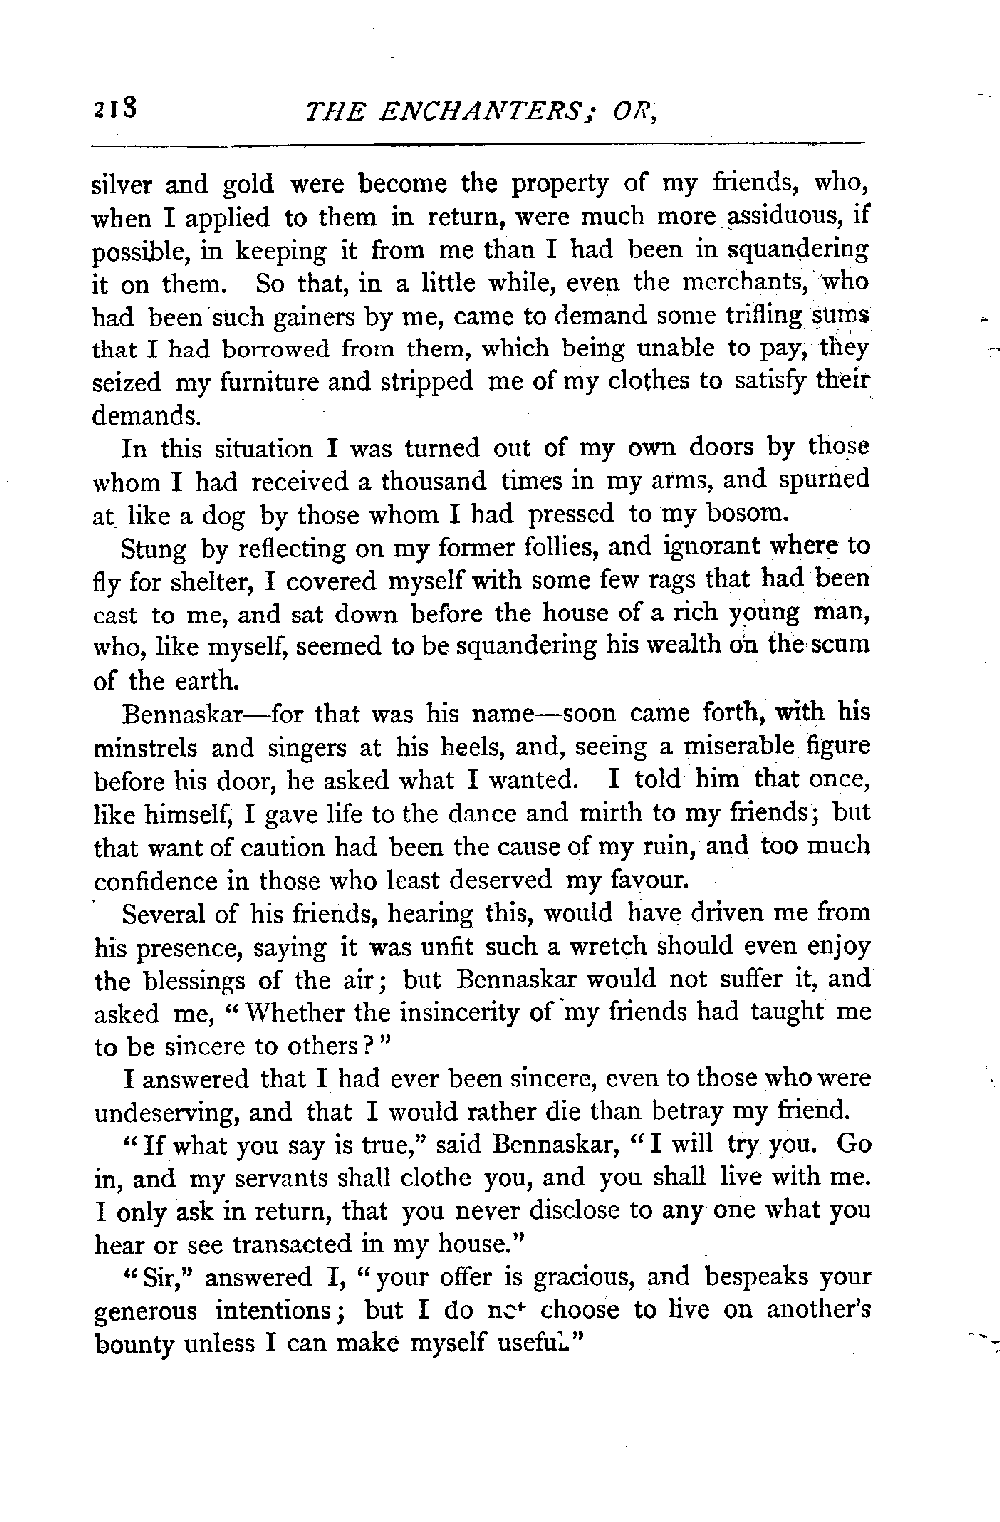 218 THE ENCHANTERS; OR,
silver and gold were become the property of my friends, who,
when I applied to them in return, were much more assiduous, if
possible, in keeping it from me than I had been in squandering
it on them. So that, in a little while, even the merchants, who
had been such gainers by me, came to demand some trifling sums
that I had borrowed from them, which being unable to pay, they
seized my furniture and stripped me of my clothes to satisfy their
demands.
In this situation I was turned out of my own doors by those
whom I had received a thousand times in my arms, and spurned
at like a dog by those whom I had pressed to my bosom.
Stung by reflecting on my former follies, and ignorant where to
fly for shelter, I covered myself with some few rags that had been
cast to me, and sat down before the house of a rich young man,
who, like myself, seemed to be squandering his wealth on the scum
of the earth.
Bennaskar—for that was his name—soon came forth, with his
minstrels and singers at his heels, and, seeing a miserable figure
before his door, he asked what I wanted. I told him that once,
like himself, I gave life to the dance and mirth to my friends; but
that want of caution had been the cause of my ruin, and too much
confidence in those who least deserved my favour.
Several of his friends, hearing this, would have driven me from
his presence, saying it was unfit such a wretch should even enjoy
the blessings of the air; but Bennaskar would not suffer it, and
asked me, “Whether the insincerity of my friends had taught me
to be sincere to others?”
I answered that I had ever been sincere, even to those who were
undeserving, and that I would rather die than betray my friend.
“If what you say is true,” said Bennaskar, “I will try you. Go
in, and my servants shall clothe you, and you shall live with me.
I only ask in return, that you never disclose to any one what you
hear or see transacted in my house.”
“Sir,” answered I, “your offer is gracious, and bespeaks your
generous intentions; but I do not choose to live on another’s
bounty unless I can make myself useful.”